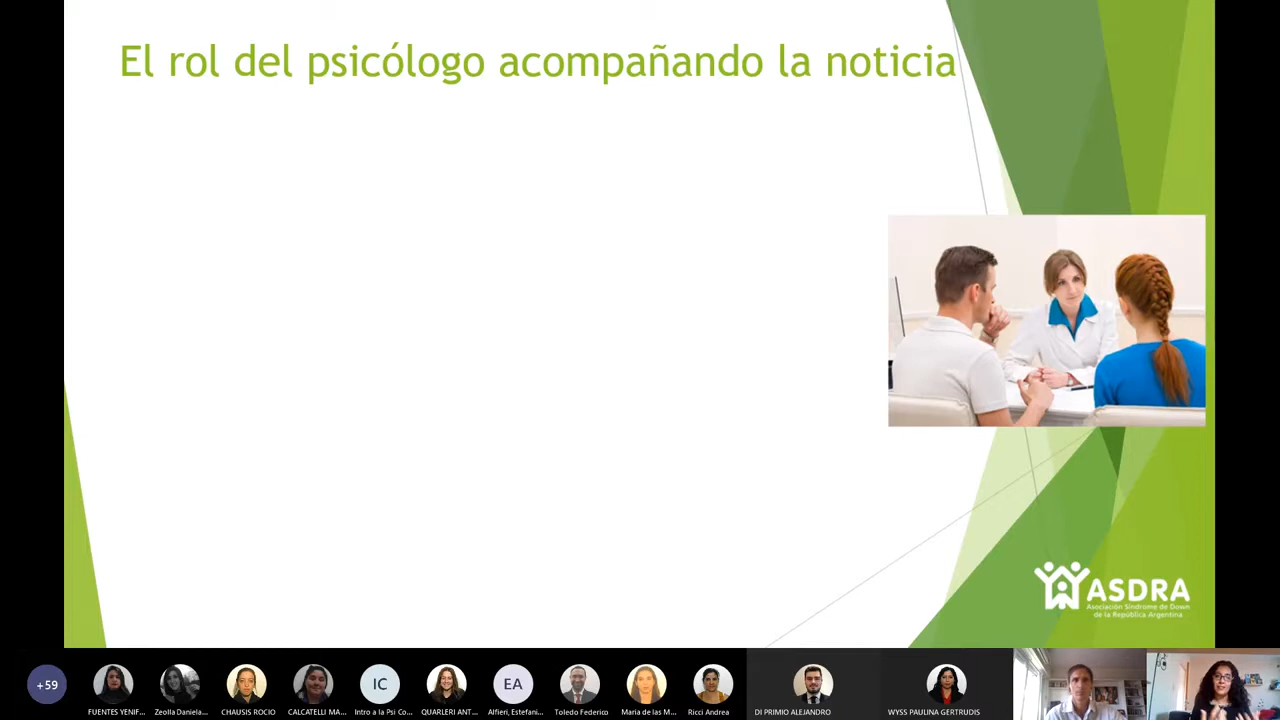 El rol del psicólogo acompañando la noticia
ASDRA
Asociación Síndrome de Down
de la República Argentina
+59
IC
EA
FUENTES YENIF...
Zeolla Daniela...
CHAUSIS ROCIO
CALCATELLI MA...
Intro a la Psi Co...
QUARLERI ANT...
Alfieri, Estefani...
Toledo Federico
Maria de las M...
Ricci Andrea
DI PRIMIO ALEJANDRO
WYSS PAULINA GERTRUDIS